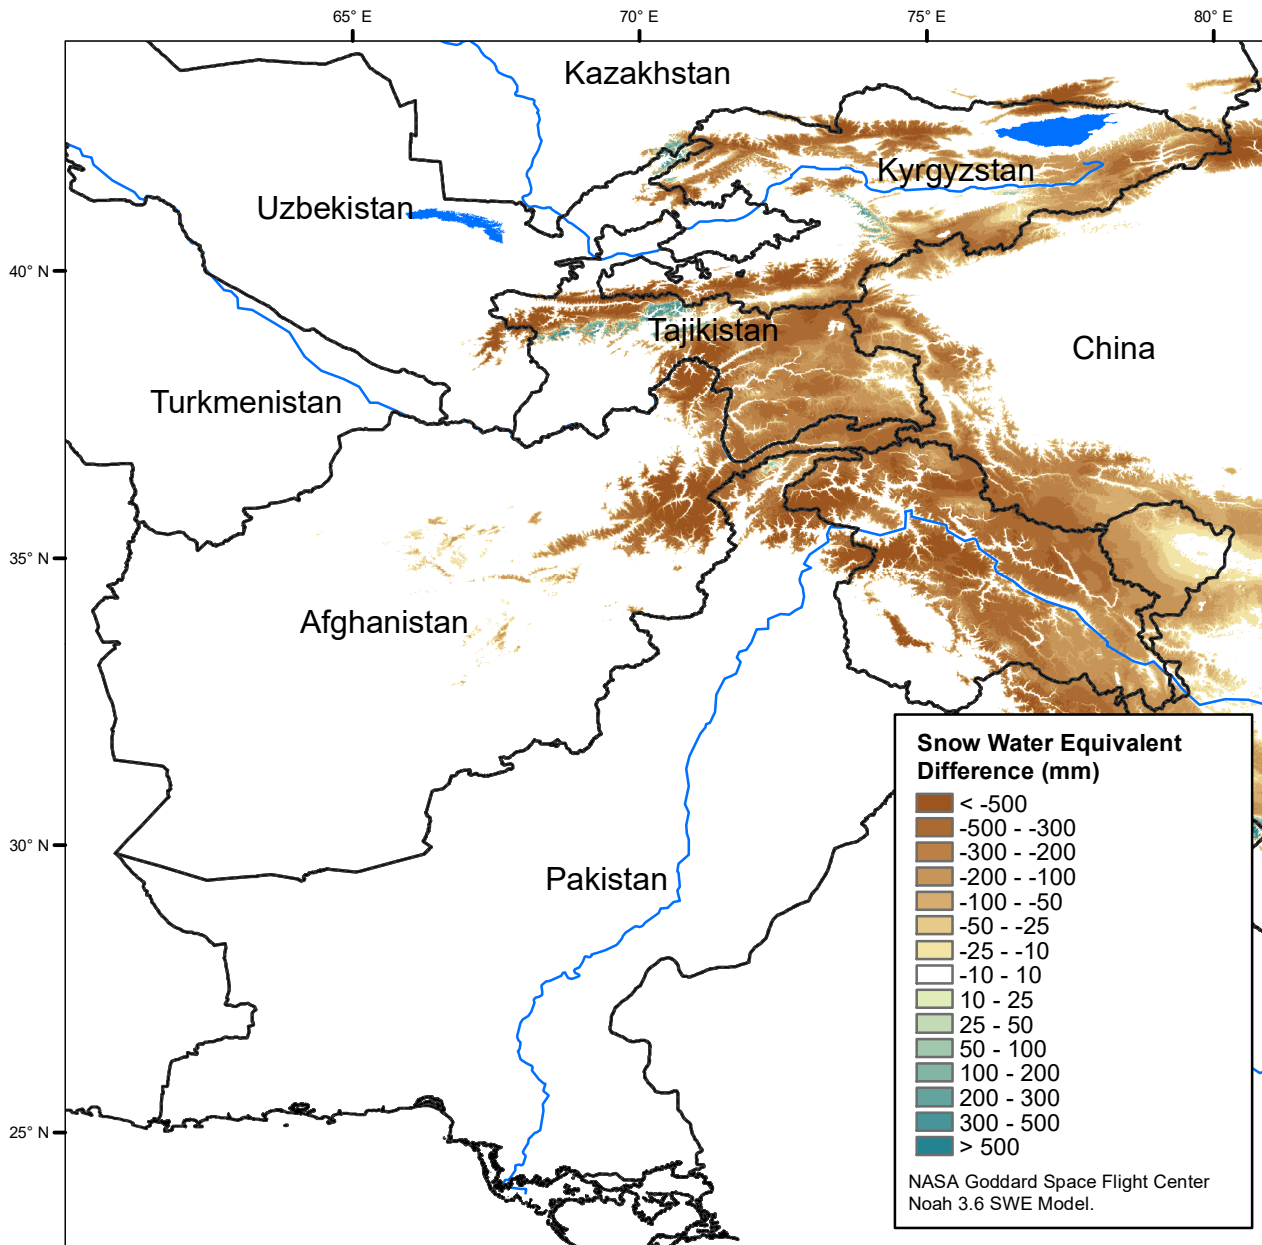 65° E
70° E
75° E
80° E
Kazakhstan
Kyrgyzstan
Uzbekistan
40° N
Tajikistan
China
Turkmenistan
35° N
Afghanistan
Snow Water Equivalent
Difference (mm)
< -500
-500 - -300
-300 - -200
-200 - -100
-100 - -50
-50 - -25
-25 - -10
-10 - 10
10 - 25
25 - 50
50 - 100
100 - 200
200 - 300
300 - 500
> 500
NASA Goddard Space Flight Center
Noah 3.6 SWE Model.
30° N
Pakistan
25° N